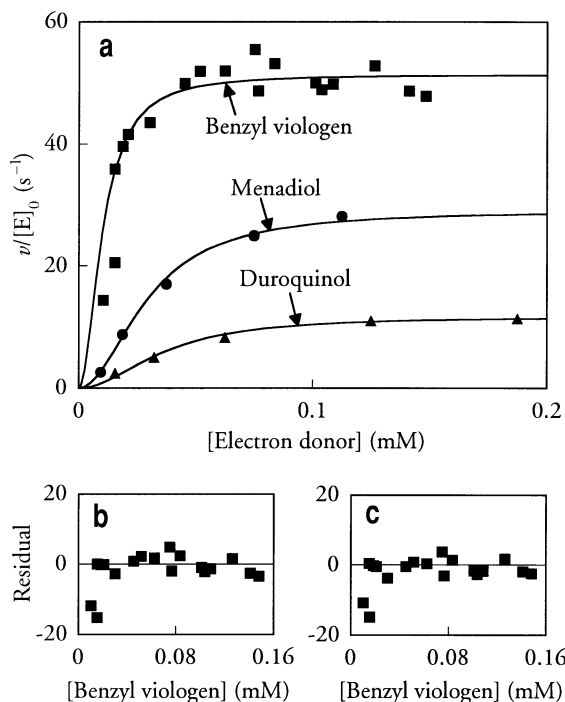 60
a
Benzyl viologen
40
v/[E]₀ (s⁻¹)
Menadiol
20
Duroquinol
0
0
0.1
0.2
[Electron donor] (mM)
20
b
0
Residual
-20
0
0.08
0.16
[Benzyl viologen] (mM)
20
c
0
-20
0
0.08
0.16
[Benzyl viologen] (mM)